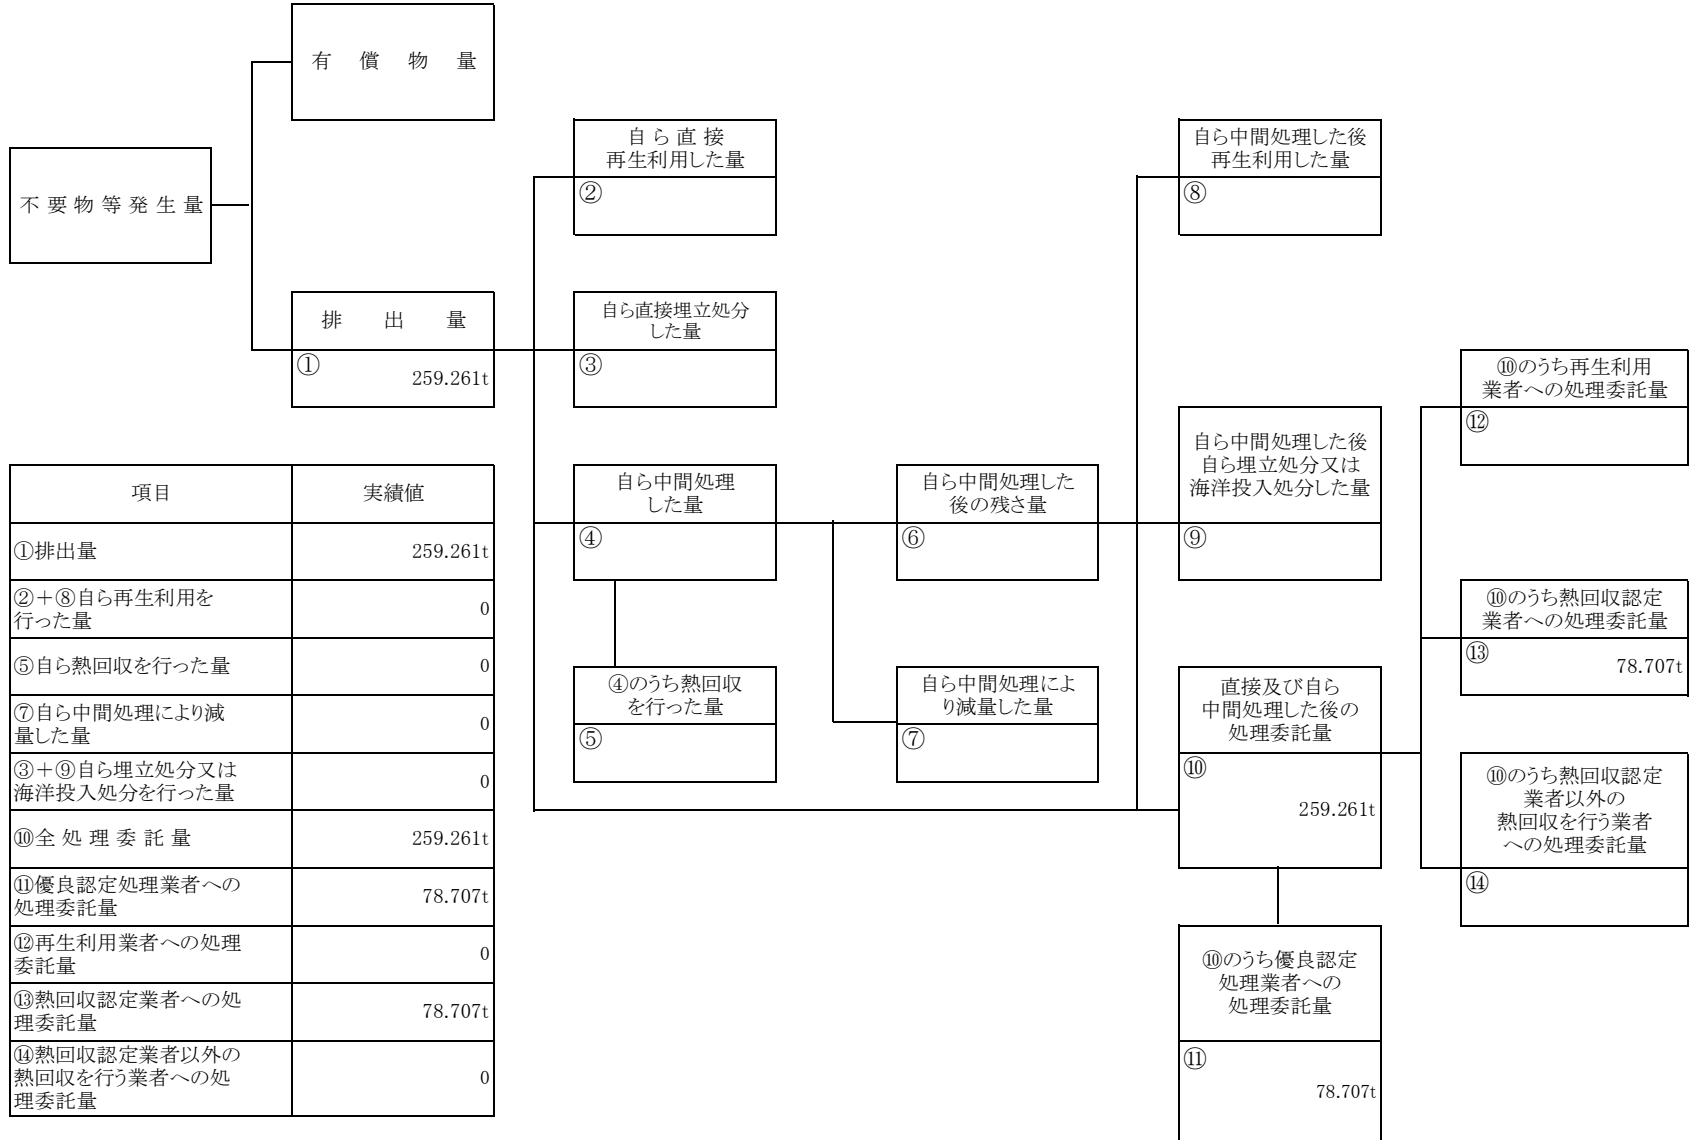 有 償 物 量
不 要 物 等 発 生 量
排 出 量
①
259.261t
自 ら 直 接
再生利用した量
②
自ら直接埋立処分
した量
③
自ら中間処理
した量
④
④のうち熱回収
を行った量
⑤
自ら中間処理した
後の残さ量
⑥
自ら中間処理によ
り減量した量
⑦
自ら中間処理した後
再生利用した量
⑧
自ら中間処理した後
自ら埋立処分又は
海洋投入処分した量
⑨
直接及び自ら
中間処理した後の
処理委託量
⑩
259.261t
⑩のうち優良認定
処理業者への
処理委託量
⑪
78.707t
⑩のうち再生利用
業者への処理委託量
⑫
⑩のうち熱回収認定
業者への処理委託量
⑬
78.707t
⑩のうち熱回収認定
業者以外の
熱回収を行う業者
への処理委託量
⑭
項目 実績値
①排出量 259.261t
②＋⑧自ら再生利用を
行った量 0
⑤自ら熱回収を行った量 0
⑦自ら中間処理により減
量した量 0
③＋⑨自ら埋立処分又は
海洋投入処分を行った量 0
⑩全 処 理 委 託 量 259.261t
⑪優良認定処理業者への
処理委託量 78.707t
⑫再生利用業者への処理
委託量 0
⑬熱回収認定業者への処
理委託量 78.707t
⑭熱回収認定業者以外の
熱回収を行う業者への処
理委託量 0